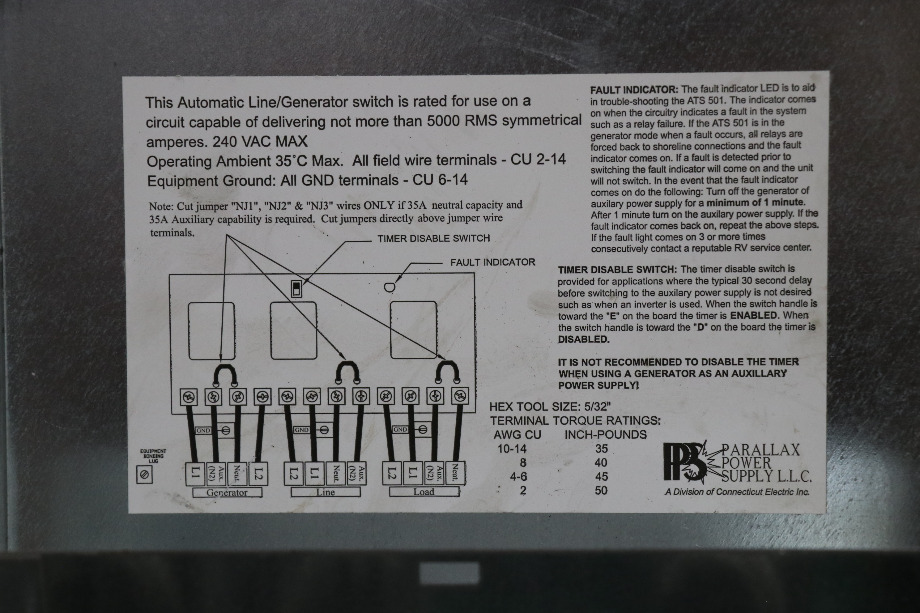 This Automatic Line/Generator switch is rated for use on a
circuit capable of delivering not more than 5000 RMS symmetrical
amperes. 240 VAC MAX
Operating Ambient 35°C Max. All field wire terminals - CU 2-14
Equipment Ground: All GND terminals - CU 6-14
Note: Cut jumper "NJ1", "NJ2" & "NJ3" wires ONLY if 35A neutral capacity and
35A Auxiliary capability is required. Cut jumpers directly above jumper wire
terminals.
TIMER DISABLE SWITCH
FAULT INDICATOR
GND
GND
GND
EQUIPMENT
BONDING
LUG
L1
Aux.
(N2)
Neut.
L2
L2
L1
Neut.
Aux.
(N2)
L2
L1
Aux.
(N2)
Neut.
Generator
Line
Load
FAULT INDICATOR: The fault indicator LED is to aid
in trouble-shooting the ATS 501. The indicator comes
on when the circuitry indicates a fault in the system
such as a relay failure. If the ATS 501 is in the
generator mode when a fault occurs, all relays are
forced back to shoreline connections and the fault
indicator comes on. If a fault is detected prior to
switching the fault indicator will come on and the unit
will not switch. In the event that the fault indicator
comes on do the following: Turn off the generator of
auxilary power supply for a minimum of 1 minute.
After 1 minute turn on the auxilary power supply. If the
fault indicator comes back on, repeat the above steps.
If the fault light comes on 3 or more times
consecutively contact a reputable RV service center.
TIMER DISABLE SWITCH: The timer disable switch is
provided for applications where the typical 30 second delay
before switching to the auxilary power supply is not desired
such as when an inverter is used. When the switch handle is
toward the "E" on the board the timer is ENABLED. When
the switch handle is toward the "D" on the board the timer is
DISABLED.
IT IS NOT RECOMMENDED TO DISABLE THE TIMER
WHEN USING A GENERATOR AS AN AUXILLARY
POWER SUPPLY!
HEX TOOL SIZE: 5/32"
TERMINAL TORQUE RATINGS:
AWG CU INCH-POUNDS
10-14 35
8 40
4-6 45
2 50
PPS
PARALLAX
POWER
SUPPLY L.L.C.
A Division of Connecticut Electric Inc.